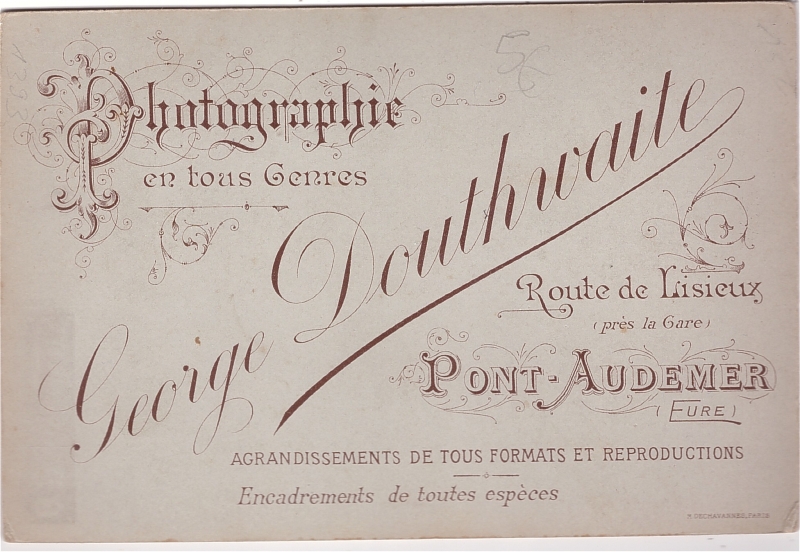 Photographie
en tous Genres
George Douthwaite
Route de Lisieux
(près la Gare)
PONT-AUDEMER
(EURE)
AGRANDISSEMENTS DE TOUS FORMATS ET REPRODUCTIONS
Encadrements de toutes espèces